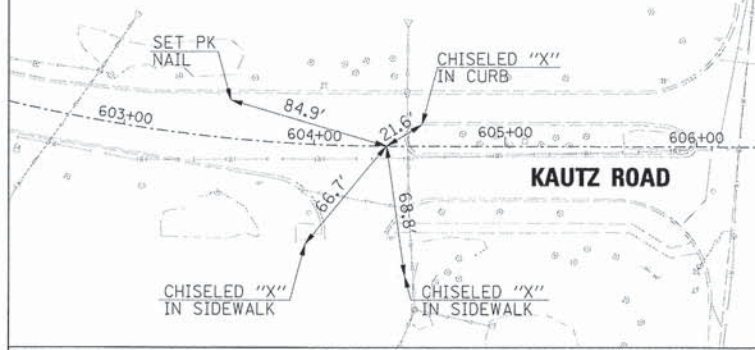 SET PK
NAIL
CHISELED "X"
IN CURB
84.9'
21.6'
603+00
604+00
605+00
606+00
KAUTZ ROAD
66.7'
68.8'
CHISELED "X"
IN SIDEWALK
CHISELED "X"
IN SIDEWALK